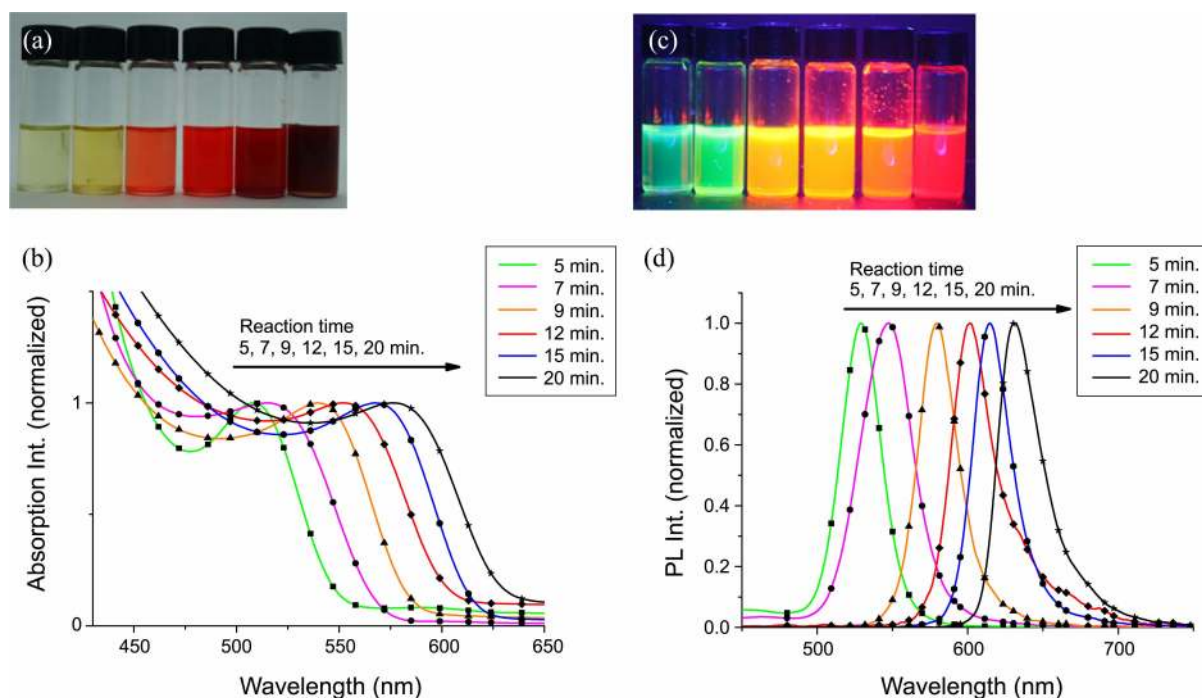 (a)
(c)
(b)
5 min.
7 min.
9 min.
12 min.
15 min.
20 min.
Reaction time
5, 7, 9, 12, 15, 20 min.
Absorption Int. (normalized)
1
0
450
500
550
600
650
Wavelength (nm)
(d)
5 min.
7 min.
9 min.
12 min.
15 min.
20 min.
Reaction time
5, 7, 9, 12, 15, 20 min.
PL Int. (normalized)
1.0
0.8
0.6
0.4
0.2
0.0
500
600
700
Wavelength (nm)